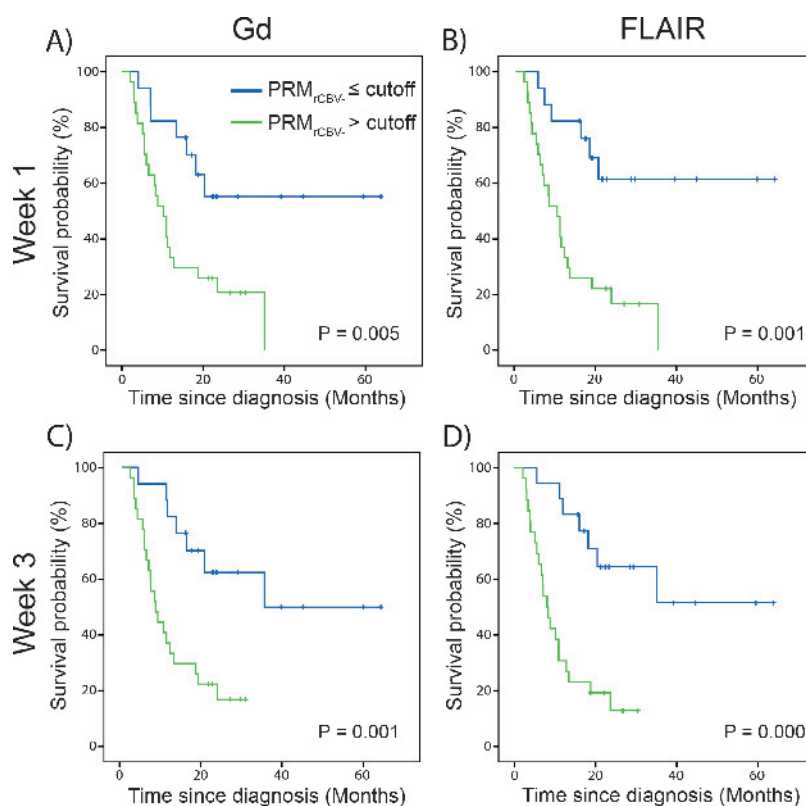 Gd
FLAIR
Week 1
Week 3
A)
Survival probability (%)
100
80
60
40
20
0
PRM rCBV- ≤ cutoff
PRM rCBV- > cutoff
P = 0.005
0 20 40 60
Time since diagnosis (Months)
B)
Survival probability (%)
100
80
60
40
20
0
P = 0.001
0 20 40 60
Time since diagnosis (Months)
C)
Survival probability (%)
100
80
60
40
20
0
P = 0.001
0 20 40 60
Time since diagnosis (Months)
D)
Survival probability (%)
100
80
60
40
20
0
P = 0.000
0 20 40 60
Time since diagnosis (Months)